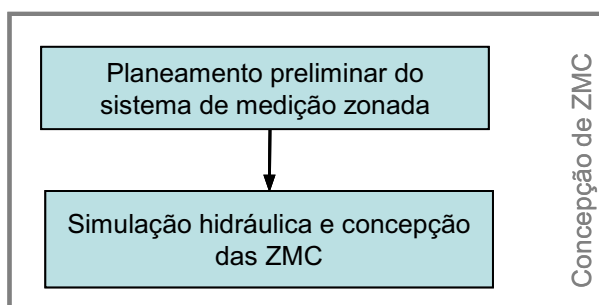 Planeamento preliminar do
sistema de medição zonada
Simulação hidráulica e concepção
das ZMC
Concepção de ZMC